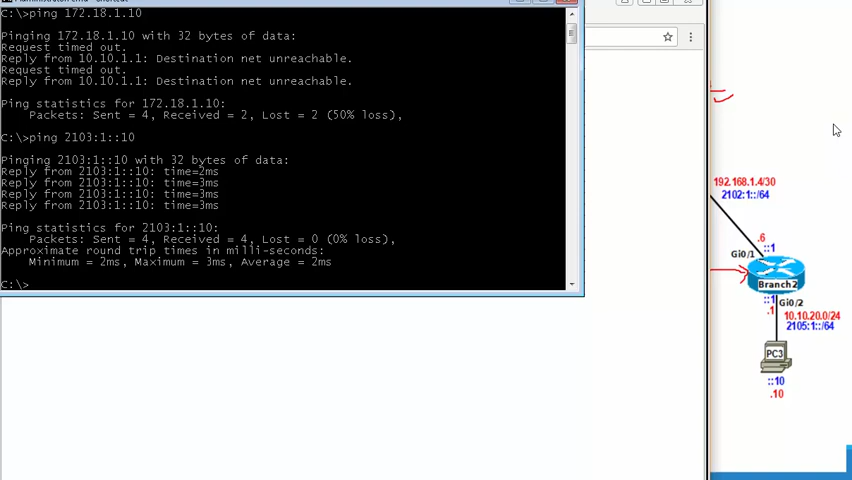 C:\>ping 172.18.1.10
Pinging 172.18.1.10 with 32 bytes of data:
Request timed out.
Reply from 10.10.1.1: Destination net unreachable.
Request timed out.
Reply from 10.10.1.1: Destination net unreachable.
Ping statistics for 172.18.1.10:
Packets: Sent = 4, Received = 2, Lost = 2 (50% loss),
C:\>ping 2103:1::10
Pinging 2103:1::10 with 32 bytes of data:
Reply from 2103:1::10: time=2ms
Reply from 2103:1::10: time=3ms
Reply from 2103:1::10: time=3ms
Reply from 2103:1::10: time=3ms
Ping statistics for 2103:1::10:
Packets: Sent = 4, Received = 4, Lost = 0 (0% loss),
Approximate round trip times in milli-seconds:
Minimum = 2ms, Maximum = 3ms, Average = 2ms
C:\>
192.168.1.4/30
2102:1::/64
.6
::1
Gi0/1
Branch2
::1
Gi0/2
.1
10.10.20.0/24
2105:1::/64
PC3
::10
.10